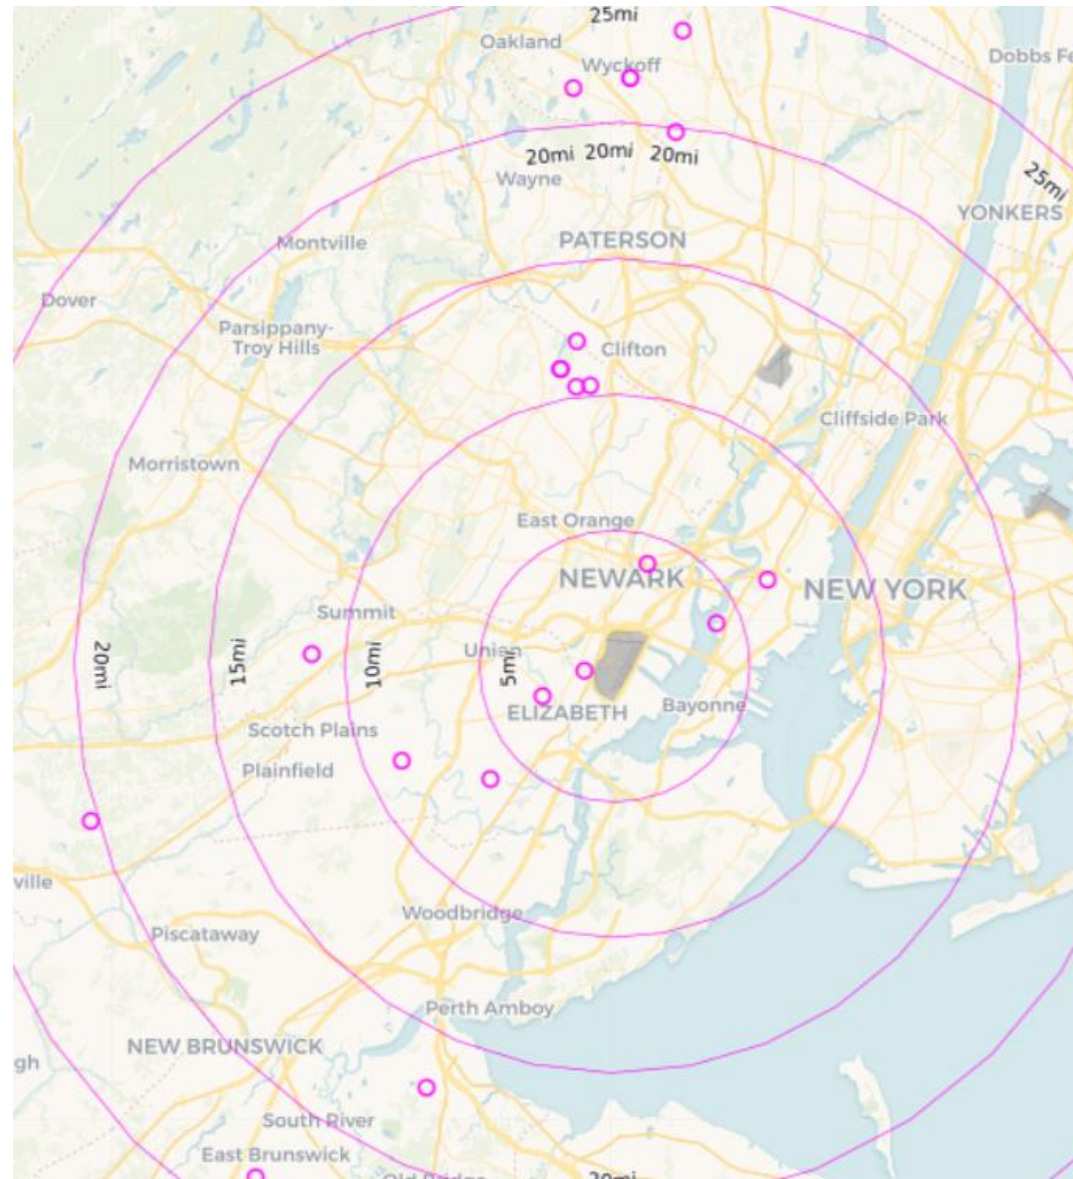 25mi
Oakland
Dobbs Fe
Wyckoff
20mi 20mi 20mi
Wayne
25mi
YONKERS
PATERSON
Montville
Dover
Parsippany-
Troy Hills
Clifton
Cliffside Park
Morristown
East Orange
NEWARK
NEW YORK
Summit
Union
20mi
15mi
10mi
5mi
ELIZABETH
Bayonne
Scotch Plains
Plainfield
ville
Woodbridge
Piscataway
Perth Amboy
NEW BRUNSWICK
gh
South River
East Brunswick
Old Bridge
20mi